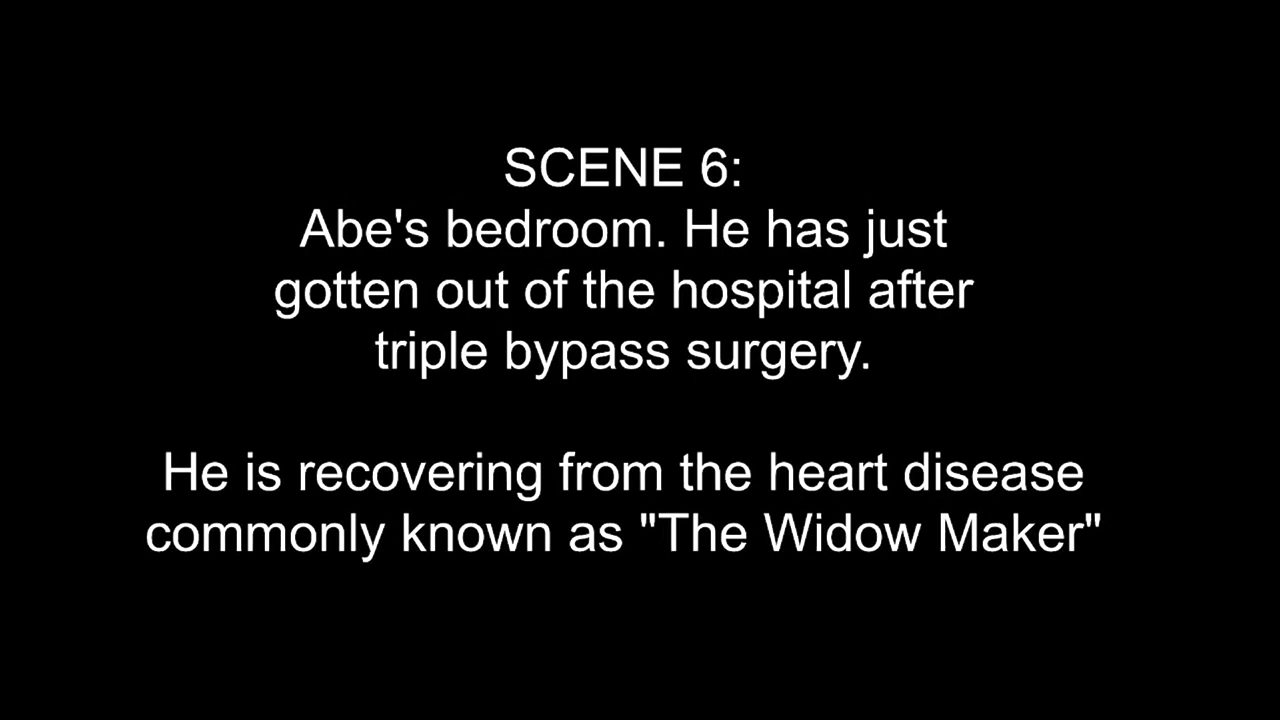 SCENE 6:
Abe's bedroom. He has just
gotten out of the hospital after
triple bypass surgery.
He is recovering from the heart disease
commonly known as "The Widow Maker"